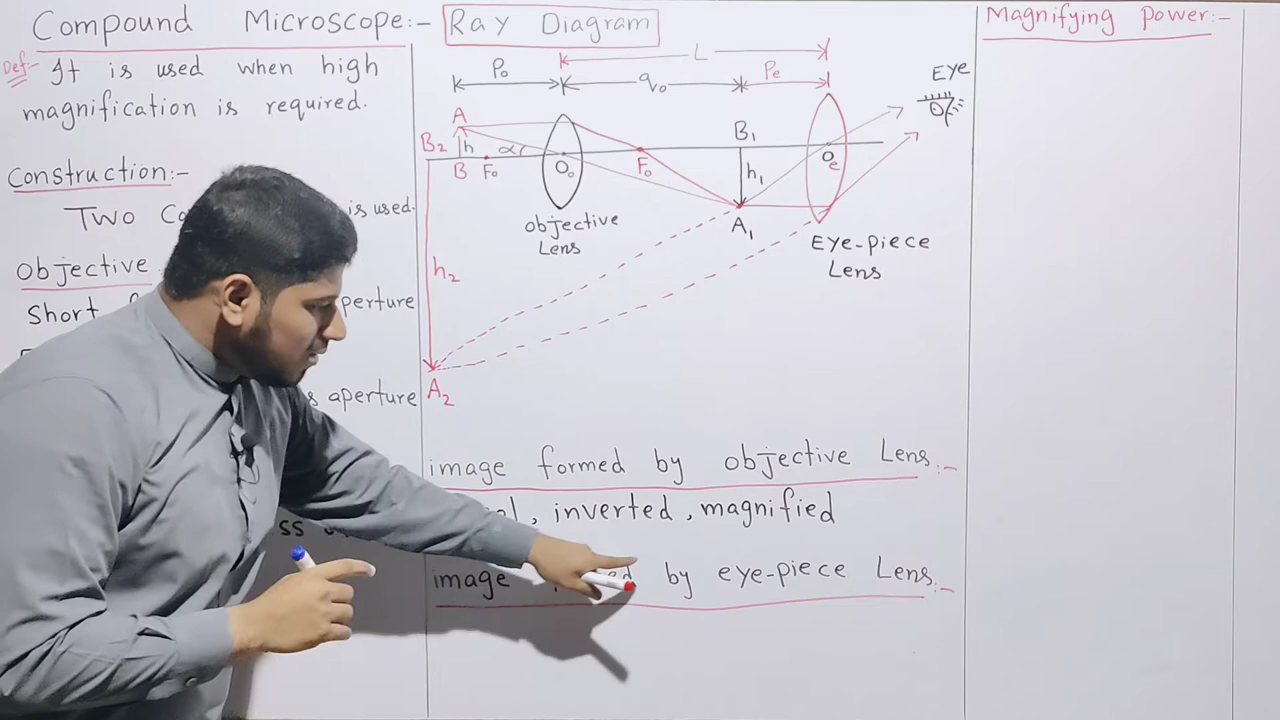 Compound Microscope:-
Def:- It is used when high
magnification is required.
Construction:-
Two is used.
Objective
Short aperture
aperture
Ray Diagram
L
Po qo Pe
A
B2 h α
B Fo Oo Fo
B1
h1
A1
Oe
Eye
objective
Lens
Eye-piece
Lens
h2
A2
image formed by objective Lens:-
, inverted, magnified
image by eye-piece Lens:-
Magnifying Power:-